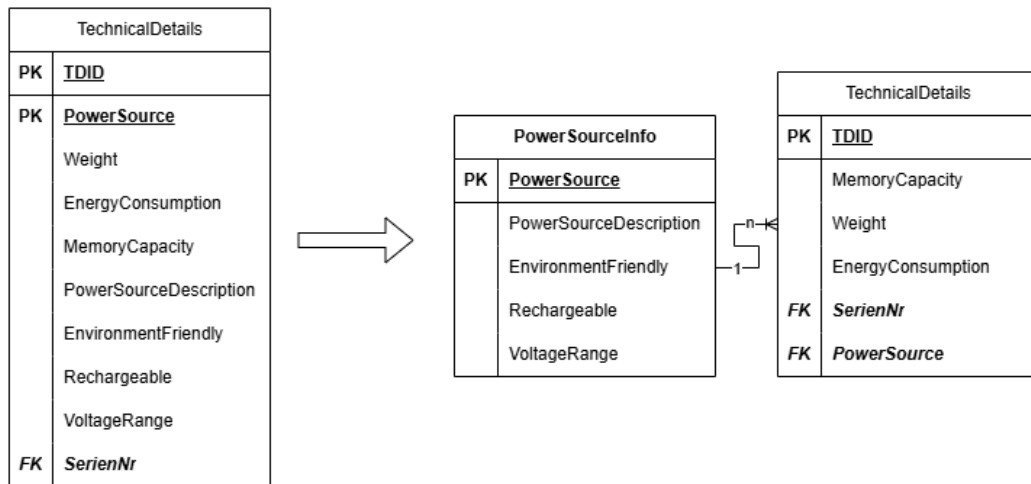 TechnicalDetails
PK TDID
PK PowerSource
Weight
EnergyConsumption
MemoryCapacity
PowerSourceDescription
EnvironmentFriendly
Rechargeable
VoltageRange
FK SerienNr
PowerSourceInfo
PK PowerSource
PowerSourceDescription
EnvironmentFriendly
Rechargeable
VoltageRange
1
n
TechnicalDetails
PK TDID
MemoryCapacity
Weight
EnergyConsumption
FK SerienNr
FK PowerSource